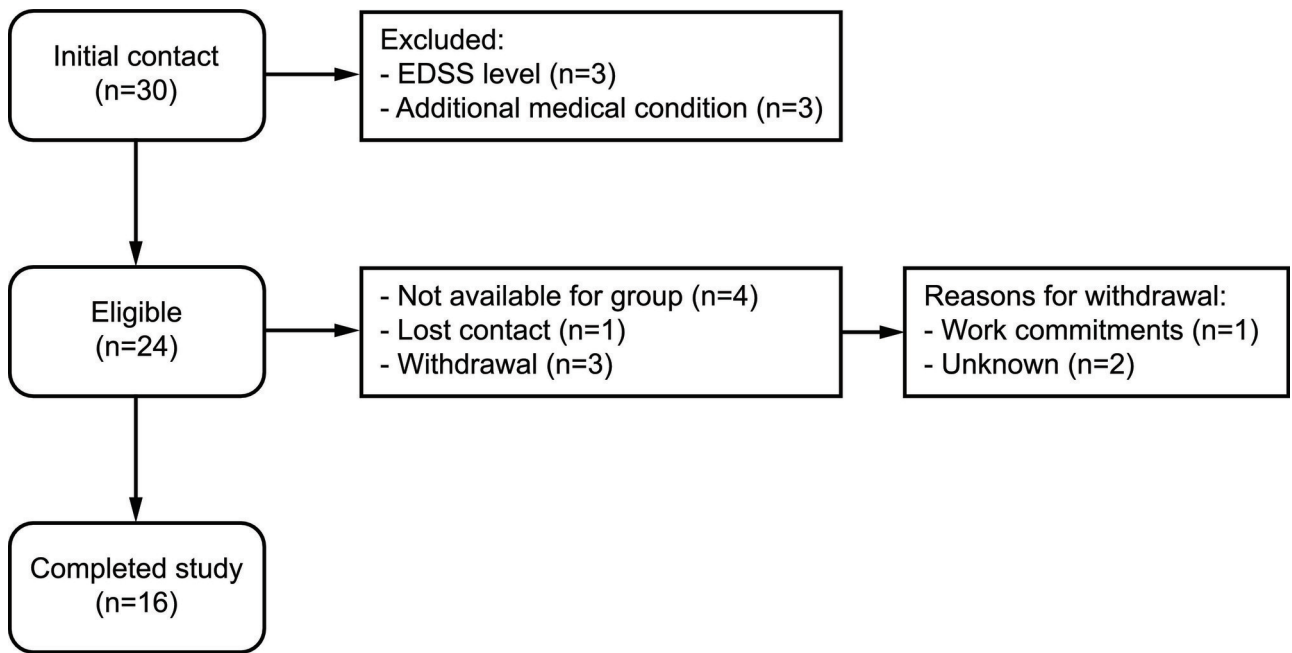 Initial contact
(n=30)
Excluded:
- EDSS level (n=3)
- Additional medical condition (n=3)
Eligible
(n=24)
- Not available for group (n=4)
- Lost contact (n=1)
- Withdrawal (n=3)
Reasons for withdrawal:
- Work commitments (n=1)
- Unknown (n=2)
Completed study
(n=16)